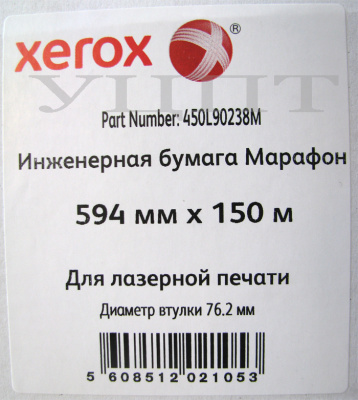 xerox
УППТ
Part Number: 450L90238M
Инженерная бумага Марафон
594 мм x 150 м
Для лазерной печати
Диаметр втулки 76.2 мм
5 608512 021053